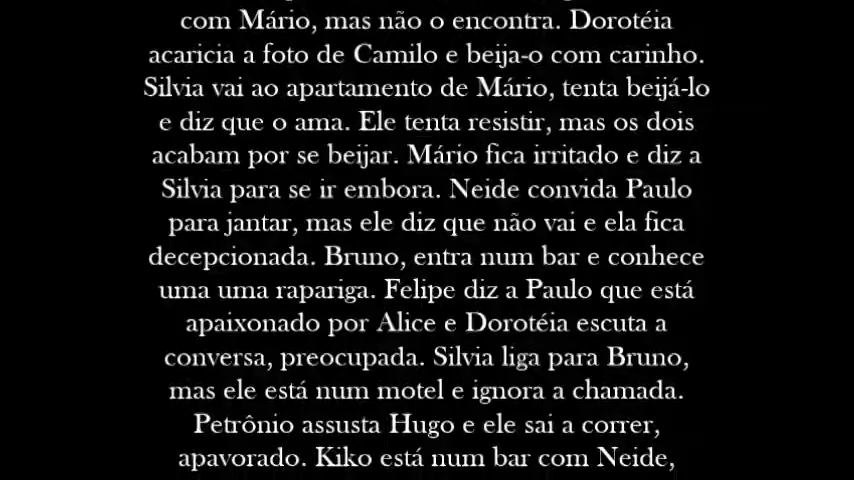 com Mário, mas não o encontra. Dorotéia
acaricia a foto de Camilo e beija-o com carinho.
Silvia vai ao apartamento de Mário, tenta beijá-lo
e diz que o ama. Ele tenta resistir, mas os dois
acabam por se beijar. Mário fica irritado e diz a
Silvia para se ir embora. Neide convida Paulo
para jantar, mas ele diz que não vai e ela fica
decepcionada. Bruno, entra num bar e conhece
uma uma rapariga. Felipe diz a Paulo que está
apaixonado por Alice e Dorotéia escuta a
conversa, preocupada. Silvia liga para Bruno,
mas ele está num motel e ignora a chamada.
Petrônio assusta Hugo e ele sai a correr,
apavorado. Kiko está num bar com Neide,